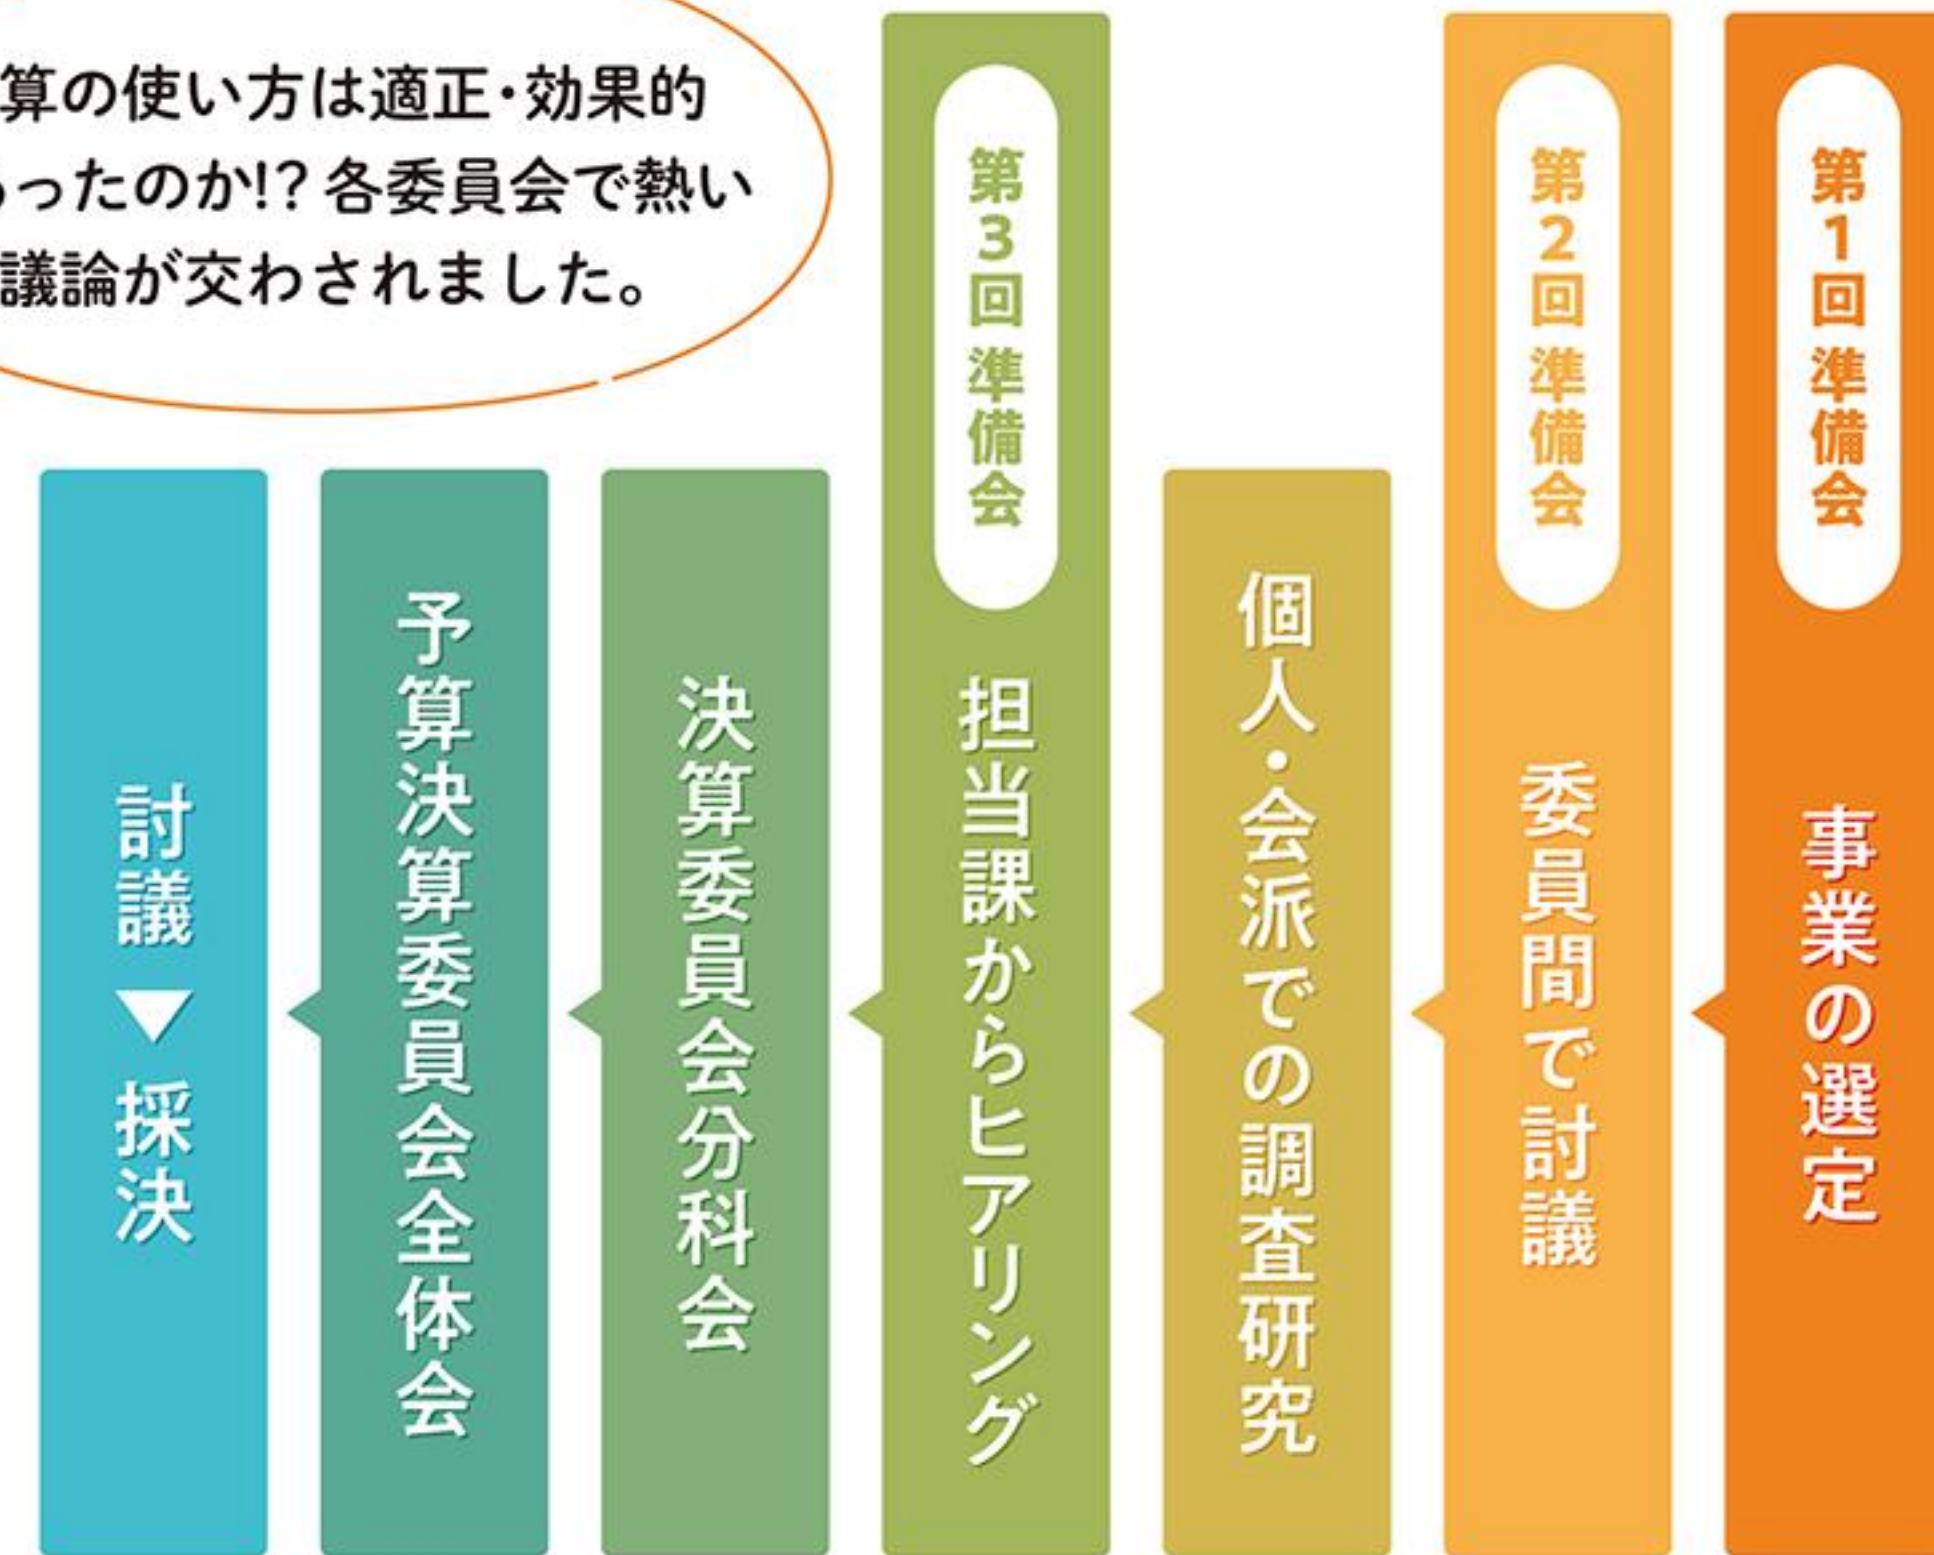 算の使い方は適正・効果的
ったのか!?各委員会で熱い
議論が交わされました。
第1回 準備会
事業の選定
第2回 準備会
委員間で討議
個人・会派での調査研究
第3回 準備会
担当課からヒアリング
決算委員会分科会
予算決算委員会全体会
討議 ▼ 採決